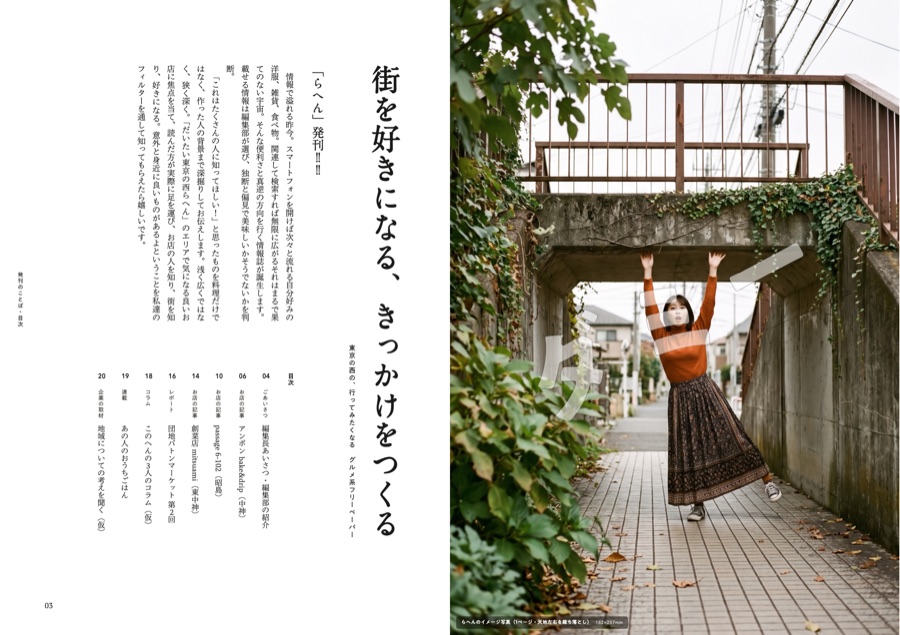 街を好きになる、きっかけをつくる
東京の西の、行ってみたくなる グルメ系フリーペーパー
「らへん」発刊!!!
情報で溢れる昨今。スマートフォンを開けば次々と流れる自分好みの
洋服、雑貨、食べ物。関連して検索すれば無限に広がるそれはまるで果
てのない宇宙。そんな便利さと真逆の方向を行く情報誌が誕生します。
載せる情報は編集部が選び、独断と偏見で美味しいかそうでないかを判
断。
「これはたくさんの人に知ってほしい!」と思ったものを料理だけで
はなく、作った人の背景まで深掘りしてお伝えします。浅く広くではな
く、狭く深く。「だいたい東京の西らへん」のエリアで気になる良いお
店に焦点を当て、読んだ方が実際に足を運び、お店の人を知り、街を知
り、好きになる。意外と身近に良いものがあるよということを私達の
フィルターを通して知ってもらえたら嬉しいです。
目次
04 ごあいさつ 編集長あいさつ・編集部の紹介
06 お店の記事 アンボン bake&drip(中神)
10 お店の記事 passage 6-102(昭島)
14 お店の記事 創業店 mitsuami(東中神)
16 レポート 団地バトンマーケット 第2回
18 コラム このへんの3人のコラム(仮)
19 連載 あの人のおうちごはん
20 企業の取材 地域についての考えを聞く(仮)
発刊のことば・目次
03
ダミー
らへんのイメージ写真(1ページ・天地左右を裁ち落とし) 182×257mm